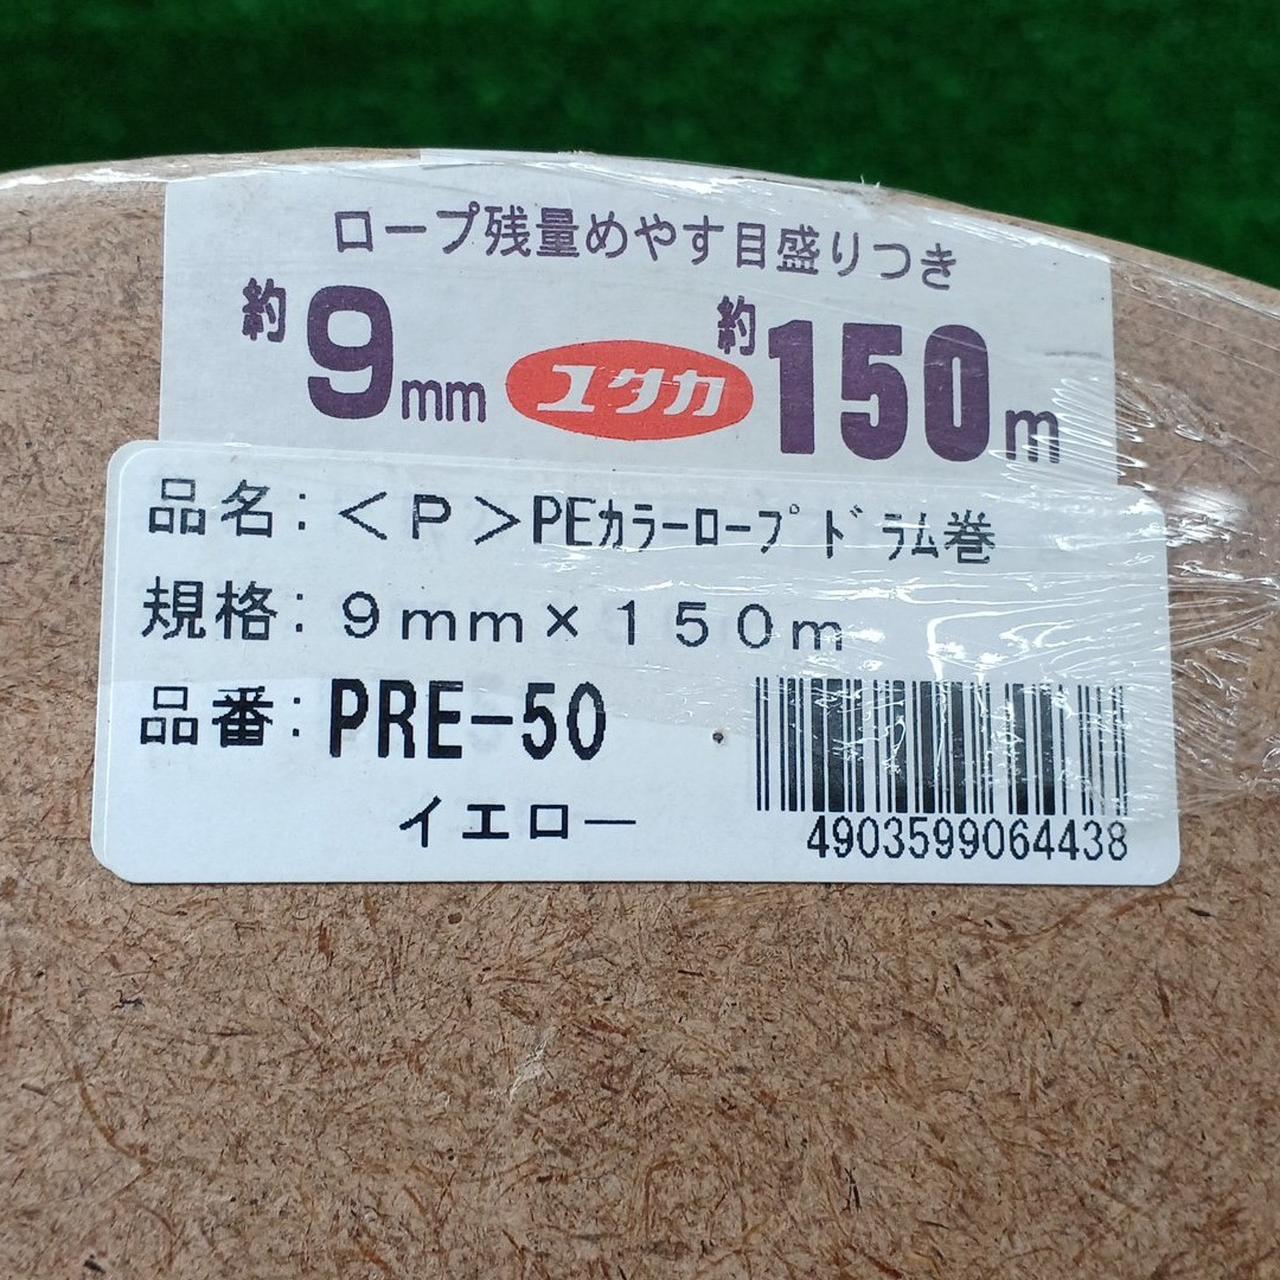 ロープ残量めやす目盛りつき
約9mm ユタカ 約150m
品名:＜Ｐ＞PEｶﾗｰﾛｰﾌﾟﾄﾞﾗﾑ巻
規格:９ｍｍ×１５０ｍ
品番:PRE-50
イエロー
4903599064438